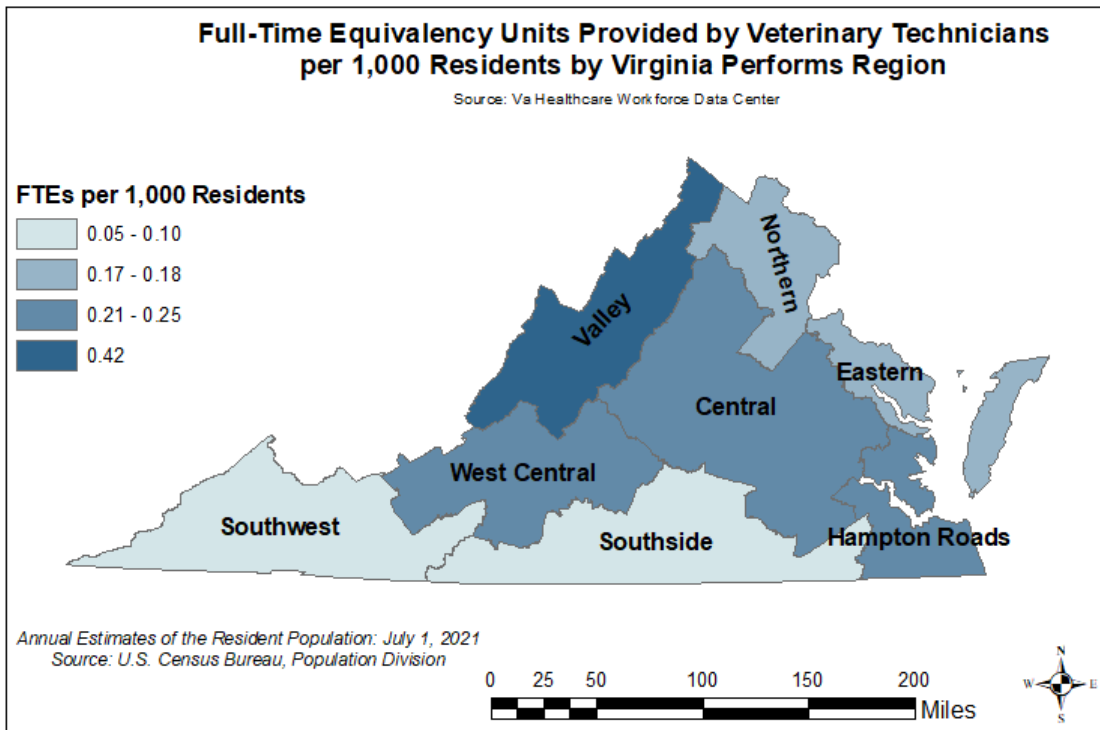 Full-Time Equivalency Units Provided by Veterinary Technicians
per 1,000 Residents by Virginia Performs Region
Source: Va Healthcare Workforce Data Center
FTEs per 1,000 Residents
0.05 - 0.10
0.17 - 0.18
0.21 - 0.25
0.42
Northern
Valley
Eastern
Central
West Central
Southwest
Southside
Hampton Roads
Annual Estimates of the Resident Population: July 1, 2021
Source: U.S. Census Bureau, Population Division
0 25 50 100 150 200
Miles
N
W E
S